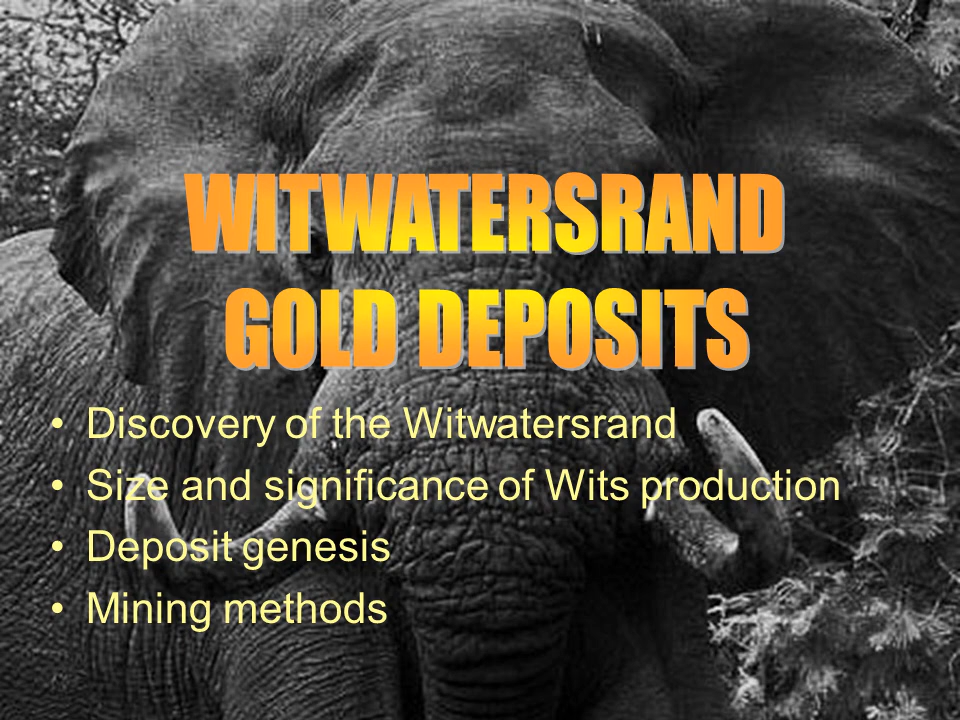 WITWATERSRAND
GOLD DEPOSITS
• Discovery of the Witwatersrand
• Size and significance of Wits production
• Deposit genesis
• Mining methods